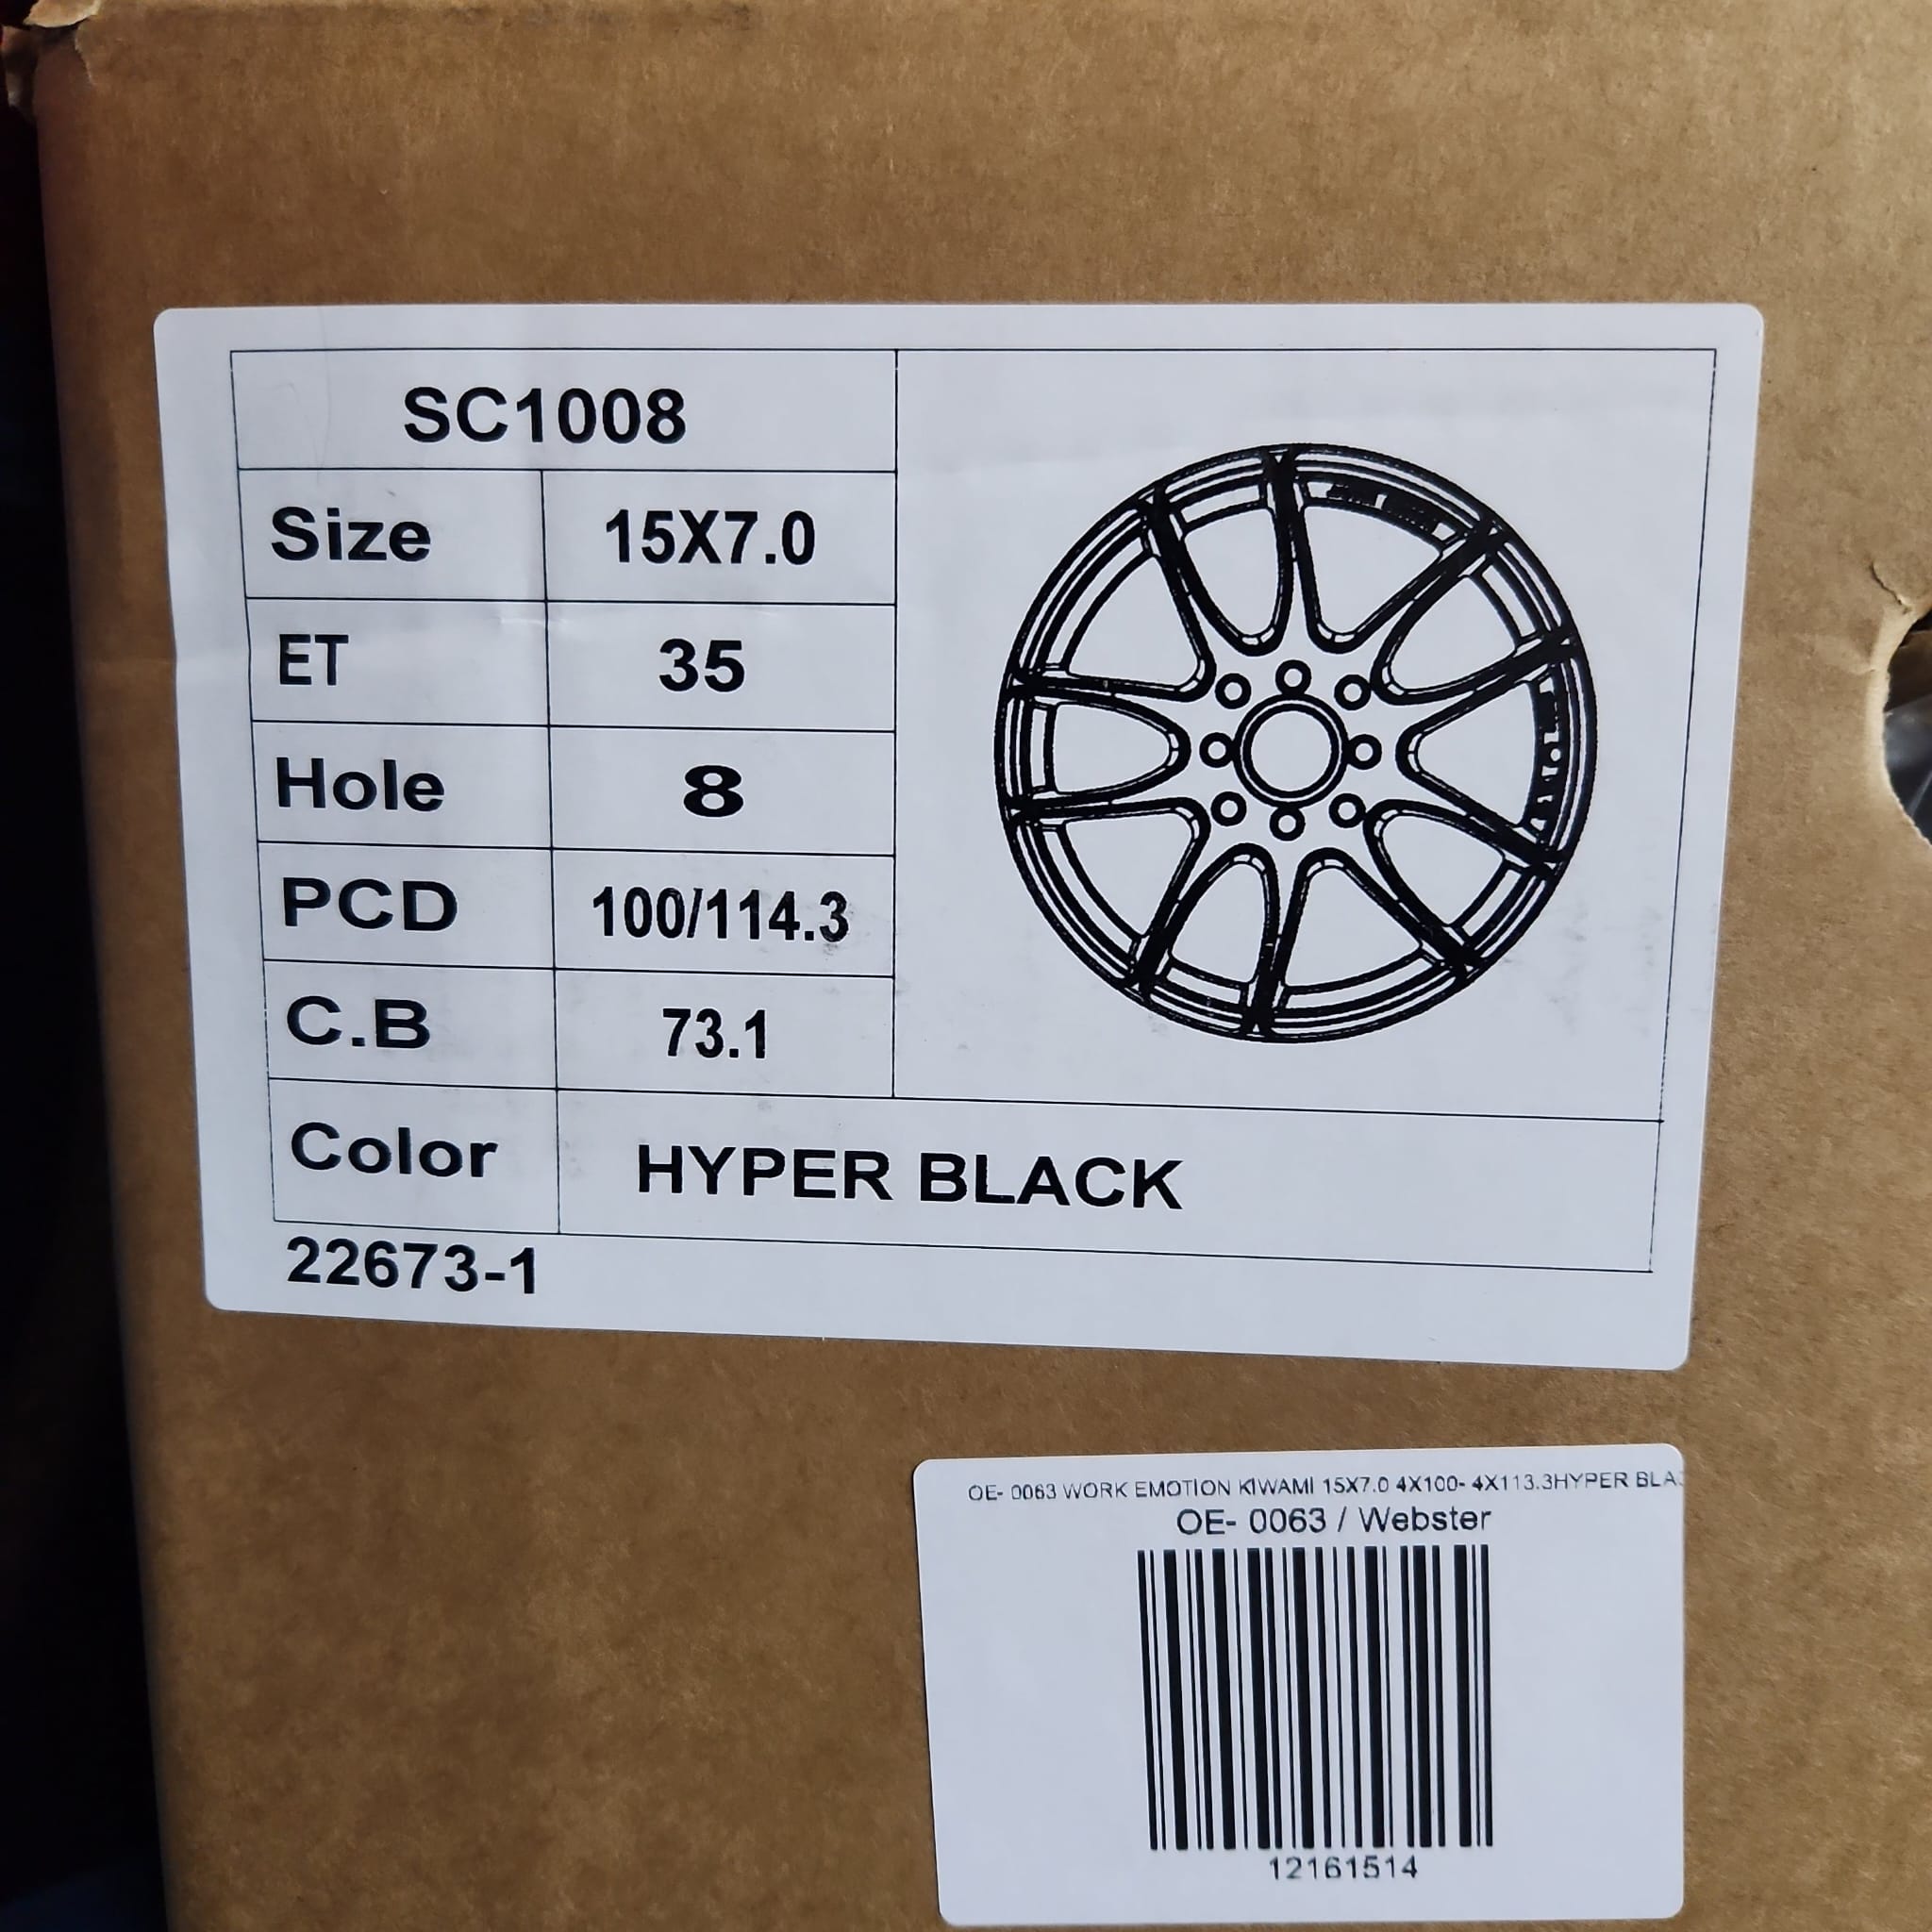 SC1008
Size 15X7.0
ET 35
Hole 8
PCD 100/114.3
C.B 73.1
Color HYPER BLACK
22673-1
OE- 0063 WORK EMOTION KIWAMI 15X7.0 4X100- 4X113.3HYPER BLA
OE- 0063 / Webster
12161514